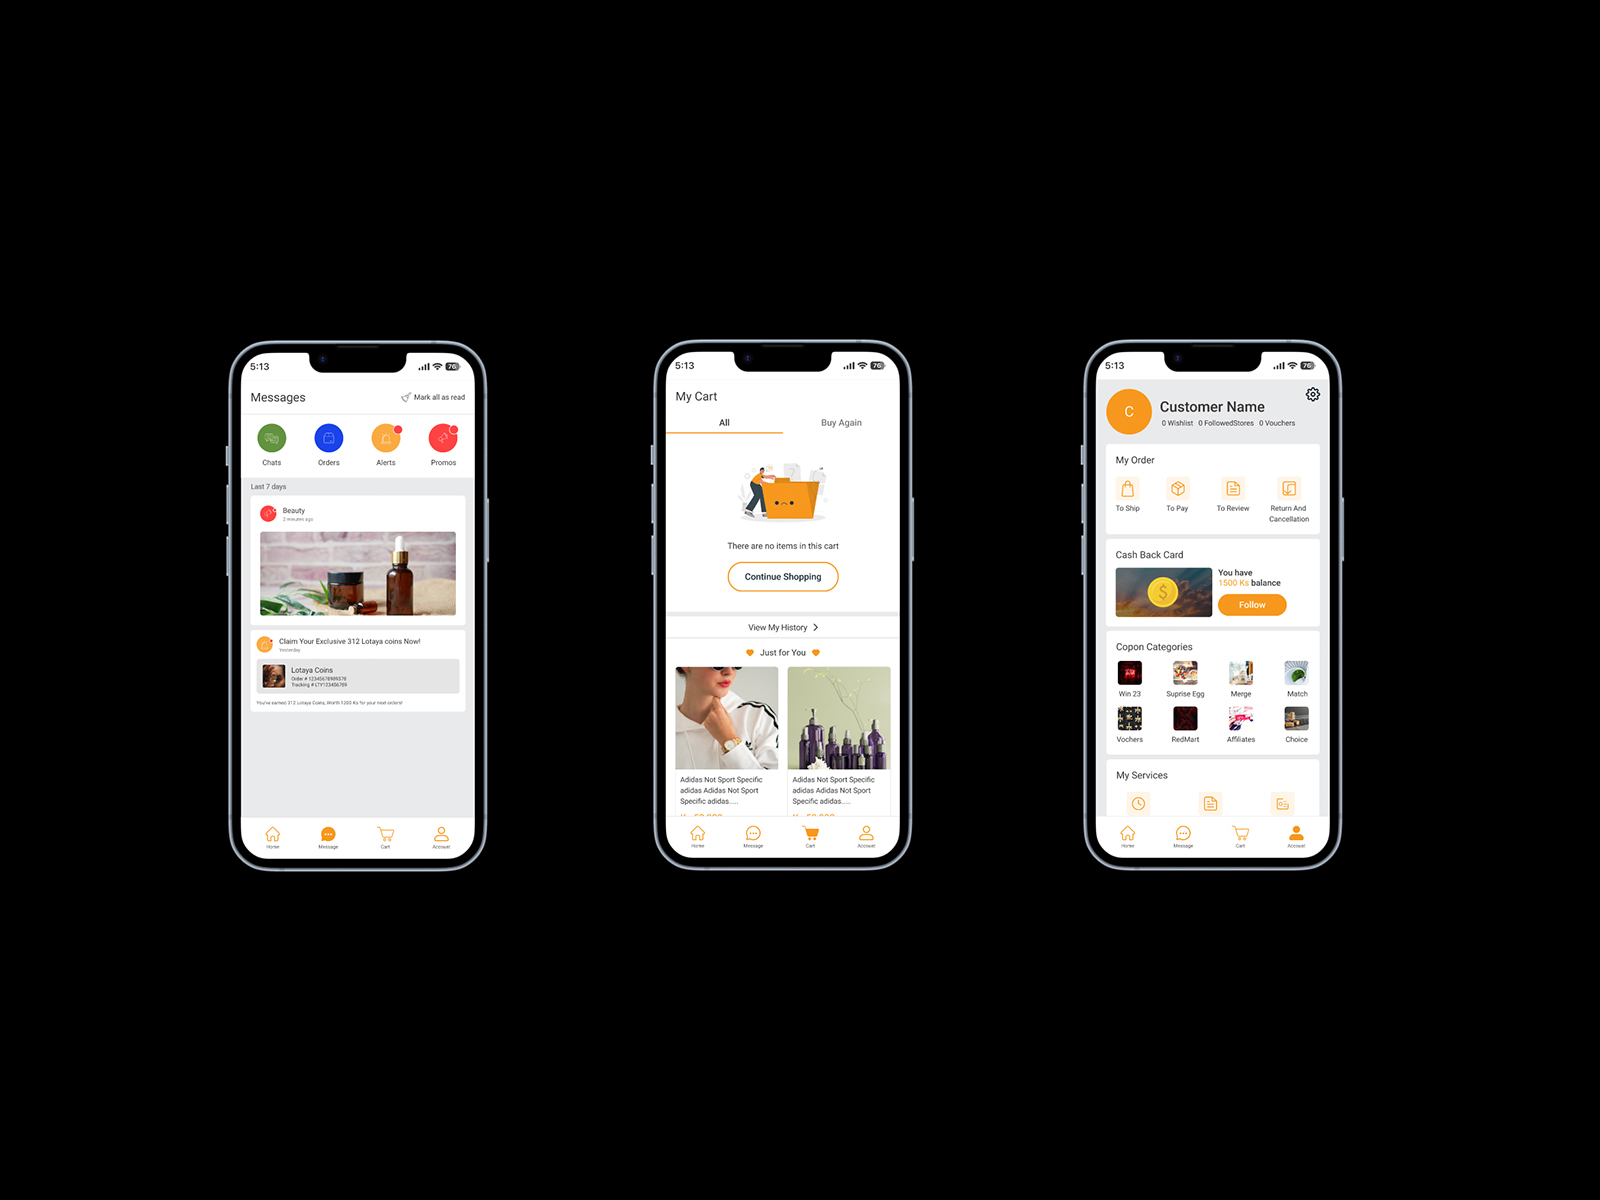 5:13
76
Messages
Mark all as read
Chats
Orders
Alerts
Promos
Last 7 days
Beauty
2 minutes ago
Claim Your Exclusive 312 Lotaya coins Now!
Yesterday
Lotaya Coins
Order # 12345678989878
Tracking # LTY123456789
You've earned 312 Lotaya Coins, Worth 1200 Ks for your next orders!
Home
Message
Cart
Account
5:13
76
My Cart
All
Buy Again
There are no items in this cart
Continue Shopping
View My History
Just for You
Adidas Not Sport Specific
adidas Adidas Not Sport
Specific adidas.....
Adidas Not Sport Specific
adidas Adidas Not Sport
Specific adidas.....
Home
Message
Cart
Account
5:13
76
C
Customer Name
0 Wishlist
0 FollowedStores
0 Vouchers
My Order
To Ship
To Pay
To Review
Return And
Cancellation
Cash Back Card
You have
1500 Ks balance
Follow
Copon Categories
Win 23
Suprise Egg
Merge
Match
Vochers
RedMart
Affiliates
Choice
My Services
Home
Message
Cart
Account